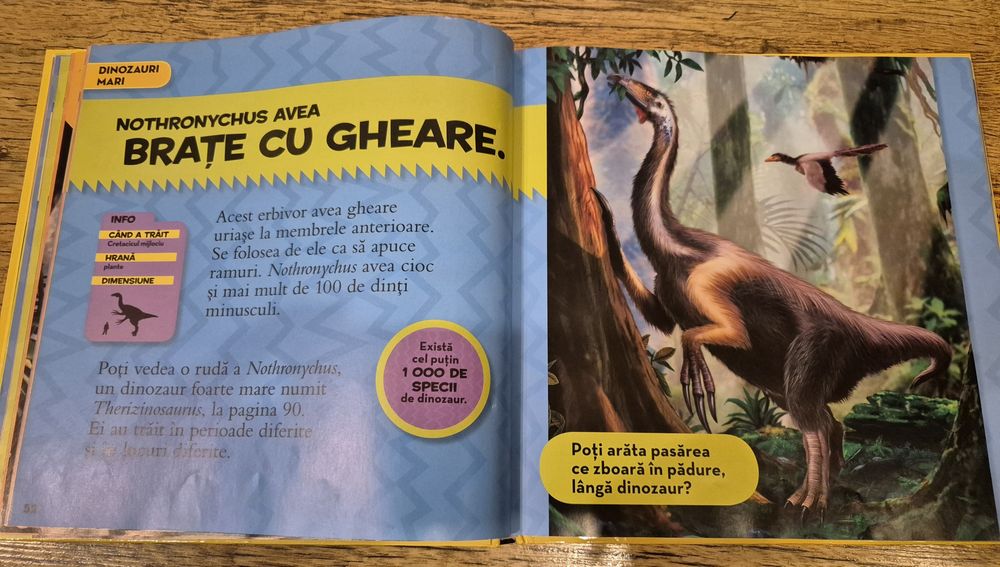 DINOZAURI
MARI
NOTHRONYCHUS AVEA
BRAȚE CU GHEARE.
INFO
CÂND A TRĂIT
Cretacicul mijlociu
HRANĂ
plante
DIMENSIUNE
Acest erbivor avea gheare
uriașe la membrele anterioare.
Se folosea de ele ca să apuce
ramuri. Nothronychus avea cioc
și mai mult de 100 de dinți
minusculi.
Există
cel puțin
1 000 DE
SPECII
de dinozaur.
Poți vedea o rudă a Nothronychus,
un dinozaur foarte mare numit
Therizinosaurus, la pagina 90.
Ei au trăit în perioade diferite
și în locuri diferite.
52
Poți arăta pasărea
ce zboară în pădure,
lângă dinozaur?